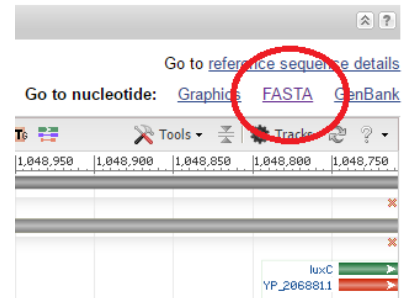 Go to reference sequence details
Go to nucleotide: Graphics FASTA GenBank
Tools Tracks ?
1,048,950 1,048,900 1,048,850 1,048,800 1,048,750
luxC
YP_206881.1